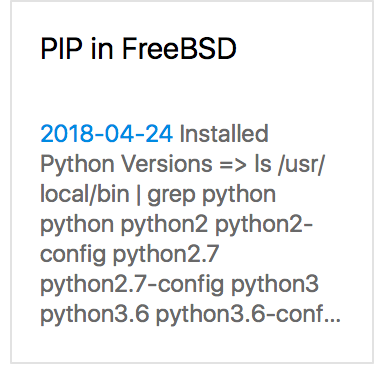 PIP in FreeBSD
2018-04-24 Installed
Python Versions => ls /usr/
local/bin | grep python
python python2 python2-
config python2.7
python2.7-config python3
python3.6 python3.6-conf...